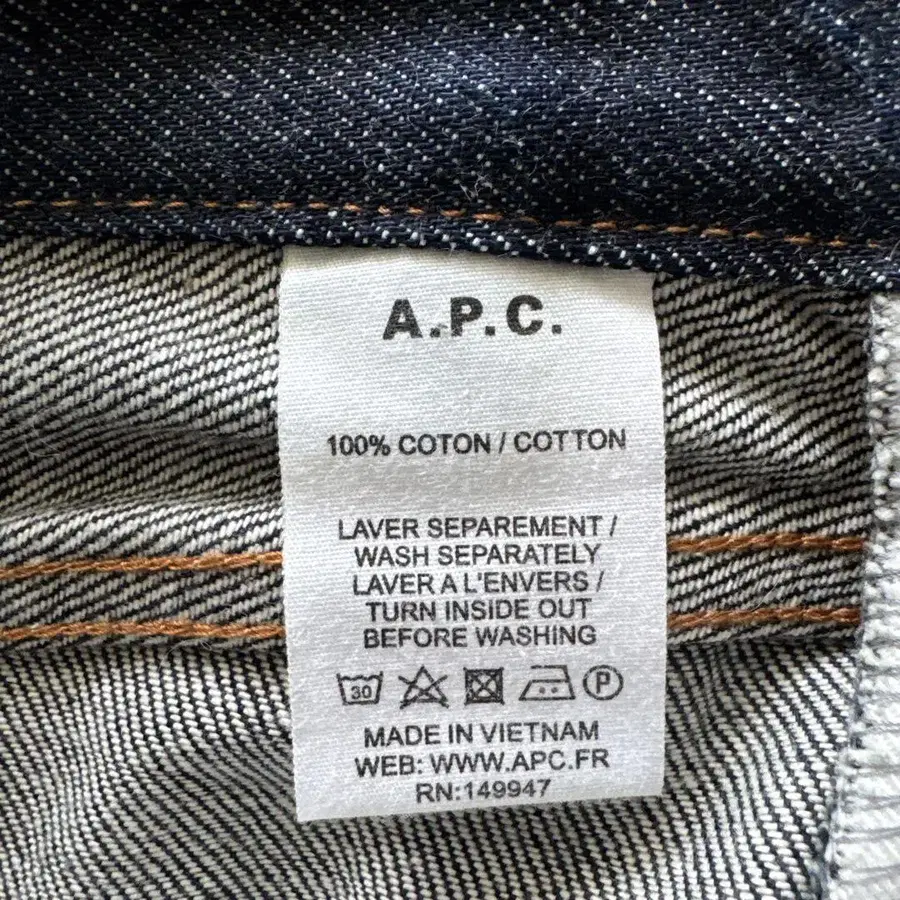 A.P.C.
100% COTON / COTTON
LAVER SEPAREMENT /
WASH SEPARATELY
LAVER A L'ENVERS /
TURN INSIDE OUT
BEFORE WASHING
30 P
MADE IN VIETNAM
WEB: WWW.APC.FR
RN:149947